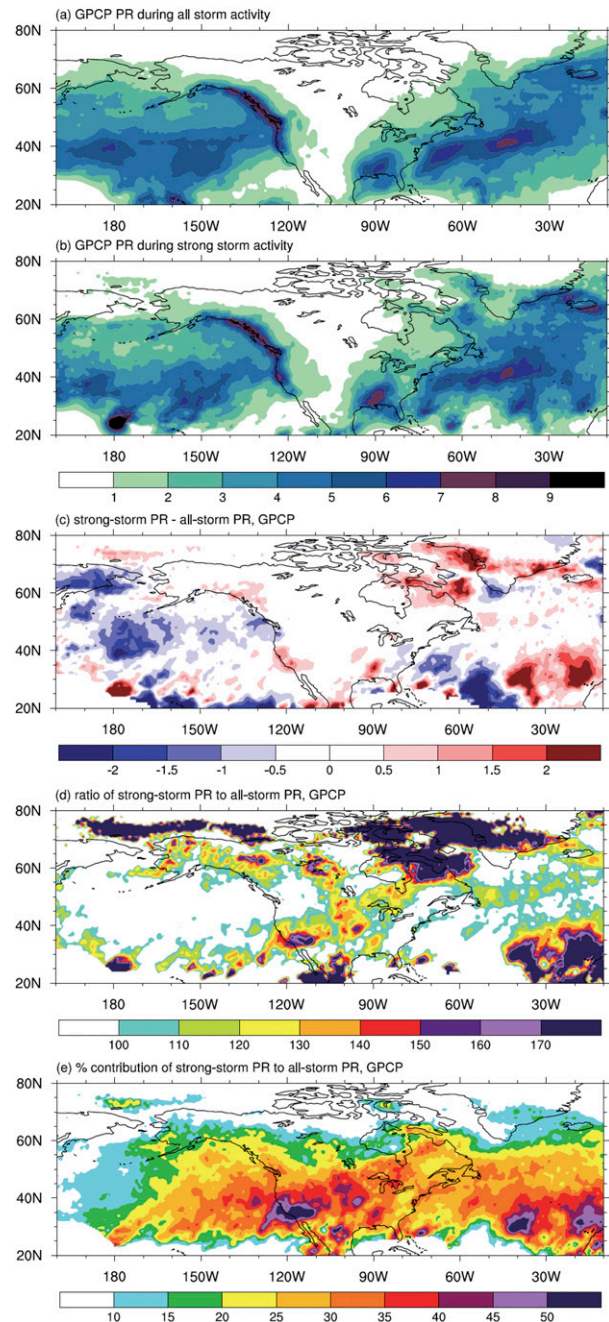 (a) GPCP PR during all storm activity
80N
60N
40N
20N
180 150W 120W 90W 60W 30W
(b) GPCP PR during strong storm activity
80N
60N
40N
20N
180 150W 120W 90W 60W 30W
1 2 3 4 5 6 7 8 9
(c) strong-storm PR - all-storm PR, GPCP
80N
60N
40N
20N
180 150W 120W 90W 60W 30W
-2 -1.5 -1 -0.5 0 0.5 1 1.5 2
(d) ratio of strong-storm PR to all-storm PR, GPCP
80N
60N
40N
20N
180 150W 120W 90W 60W 30W
100 110 120 130 140 150 160 170
(e) % contribution of strong-storm PR to all-storm PR, GPCP
80N
60N
40N
20N
180 150W 120W 90W 60W 30W
10 15 20 25 30 35 40 45 50